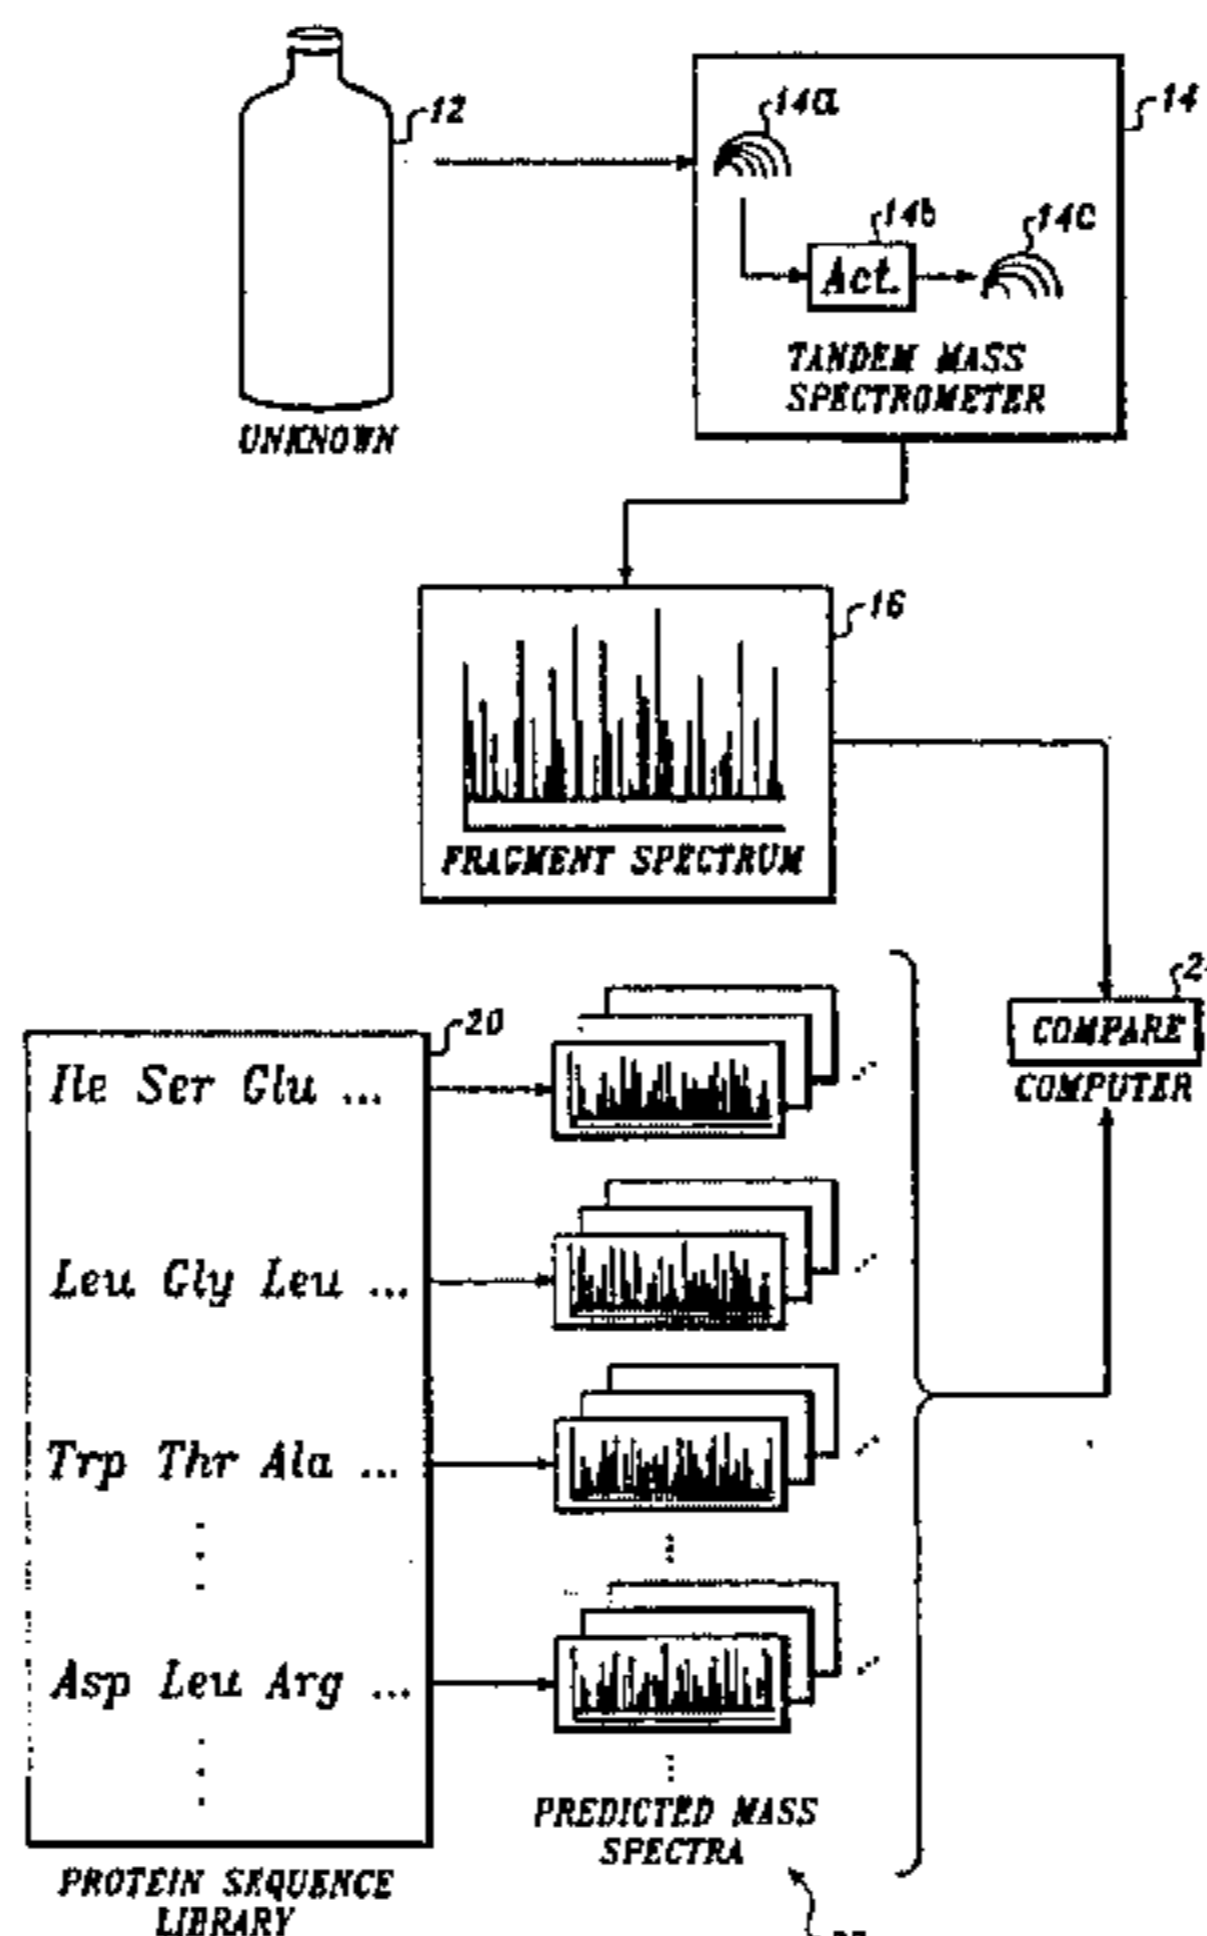 12
14a
14
14b
14c
Act.
TANDEM MASS
SPECTROMETER
UNKNOWN
16
FRAGMENT SPECTRUM
20
COMPARE
COMPUTER
Ile Ser Glu ...
Leu Gly Leu ...
Trp Thr Ala ...
Asp Leu Arg ...
PREDICTED MASS
SPECTRA
PROTEIN SEQUENCE
LIBRARY